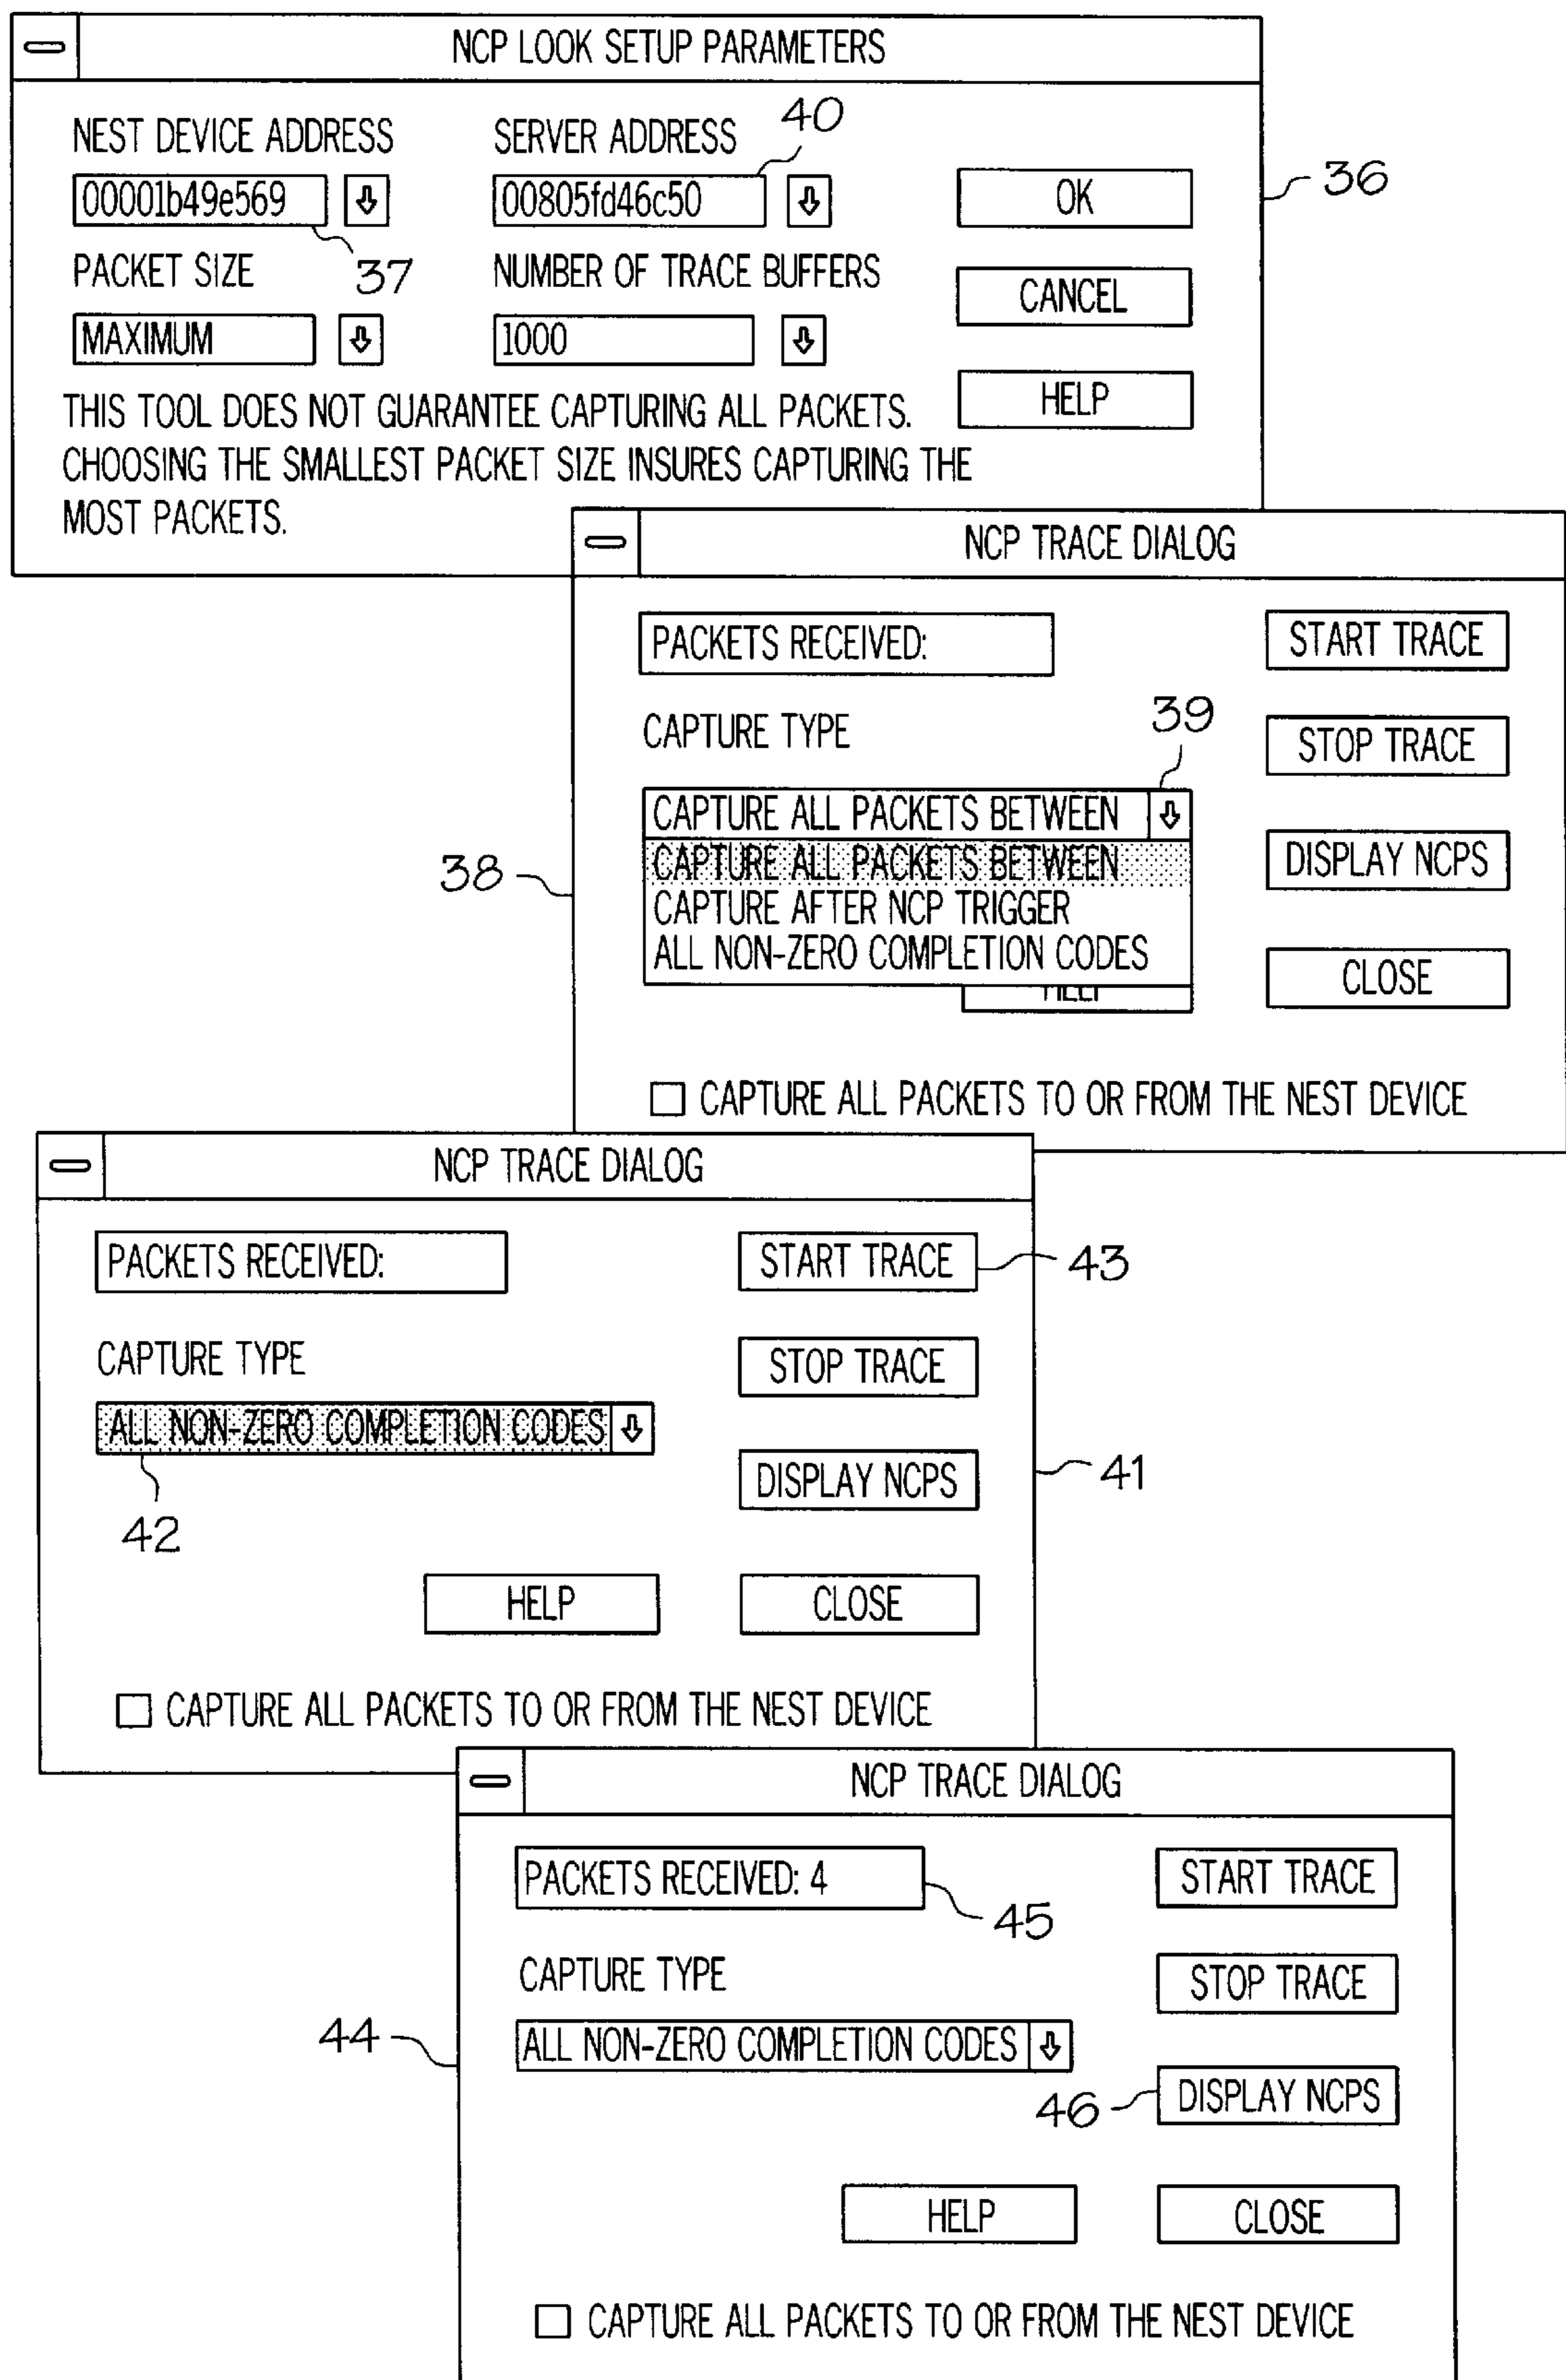 NCP LOOK SETUP PARAMETERS
NEST DEVICE ADDRESS
SERVER ADDRESS
40
00001b49e569
00805fd46c50
OK
36
37
PACKET SIZE
NUMBER OF TRACE BUFFERS
CANCEL
MAXIMUM
1000
HELP
THIS TOOL DOES NOT GUARANTEE CAPTURING ALL PACKETS.
CHOOSING THE SMALLEST PACKET SIZE INSURES CAPTURING THE
MOST PACKETS.
NCP TRACE DIALOG
PACKETS RECEIVED:
START TRACE
CAPTURE TYPE
39
STOP TRACE
CAPTURE ALL PACKETS BETWEEN
38
CAPTURE ALL PACKETS BETWEEN
DISPLAY NCPS
CAPTURE AFTER NCP TRIGGER
ALL NON-ZERO COMPLETION CODES
CLOSE
CAPTURE ALL PACKETS TO OR FROM THE NEST DEVICE
NCP TRACE DIALOG
PACKETS RECEIVED:
START TRACE
43
CAPTURE TYPE
STOP TRACE
ALL NON-ZERO COMPLETION CODES
42
DISPLAY NCPS
41
HELP
CLOSE
CAPTURE ALL PACKETS TO OR FROM THE NEST DEVICE
NCP TRACE DIALOG
PACKETS RECEIVED: 4
45
START TRACE
CAPTURE TYPE
STOP TRACE
44
ALL NON-ZERO COMPLETION CODES
46
DISPLAY NCPS
HELP
CLOSE
CAPTURE ALL PACKETS TO OR FROM THE NEST DEVICE